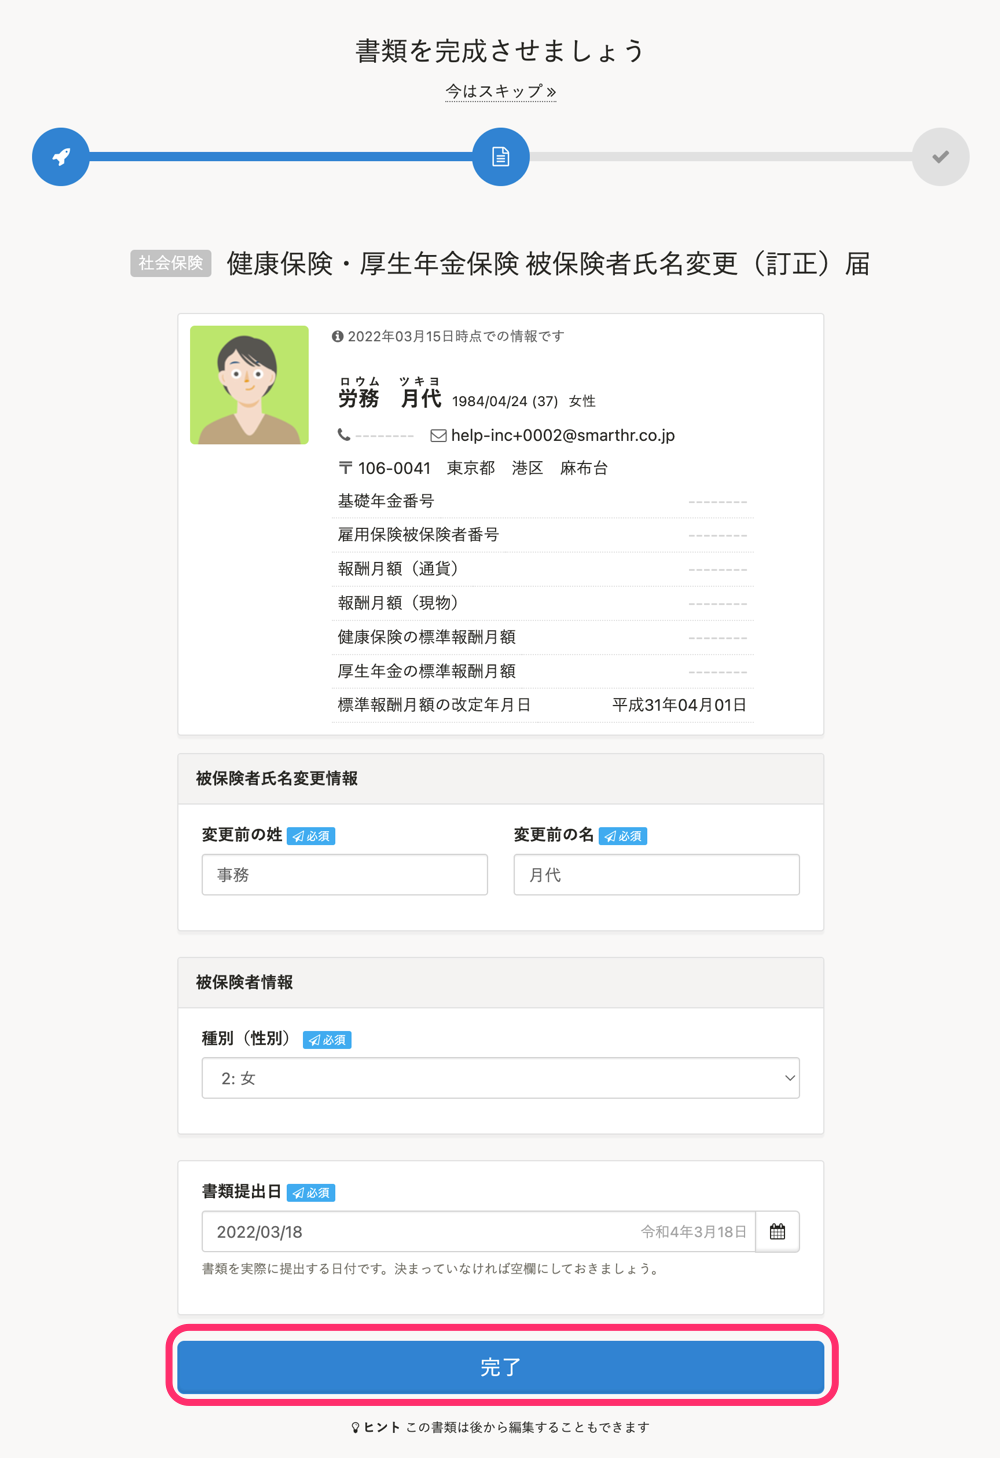 書類を完成させましょう
今はスキップ »
社会保険 健康保険・厚生年金保険 被保険者氏名変更（訂正）届
2022年03月15日時点での情報です
ロウム ツキヨ
労務 月代 1984/04/24 (37) 女性
-------- help-inc+0002@smarthr.co.jp
〒106-0041 東京都 港区 麻布台
基礎年金番号 --------
雇用保険被保険者番号 --------
報酬月額（通貨） --------
報酬月額（現物） --------
健康保険の標準報酬月額 --------
厚生年金の標準報酬月額 --------
標準報酬月額の改定年月日 平成31年04月01日
被保険者氏名変更情報
変更前の姓 必須 変更前の名 必須
事務 月代
被保険者情報
種別（性別） 必須
2: 女
書類提出日 必須
2022/03/18 令和4年3月18日
書類を実際に提出する日付です。決まっていなければ空欄にしておきましょう。
完了
ヒント この書類は後から編集することもできます